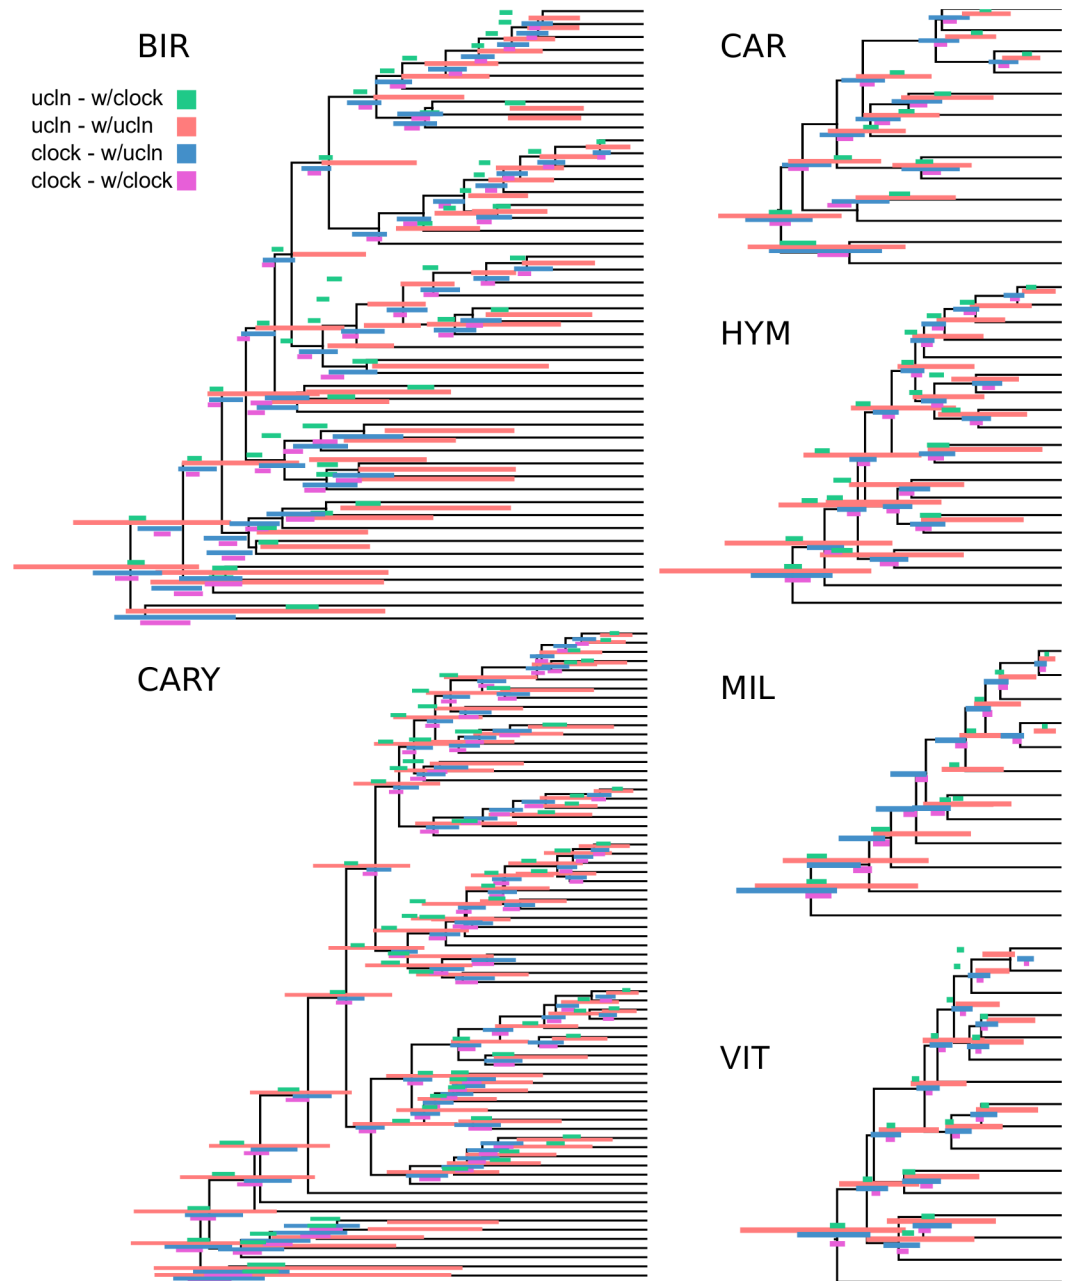 BIR
ucln - w/clock
ucln - w/ucln
clock - w/ucln
clock - w/clock
CAR
HYM
CARY
MIL
VIT